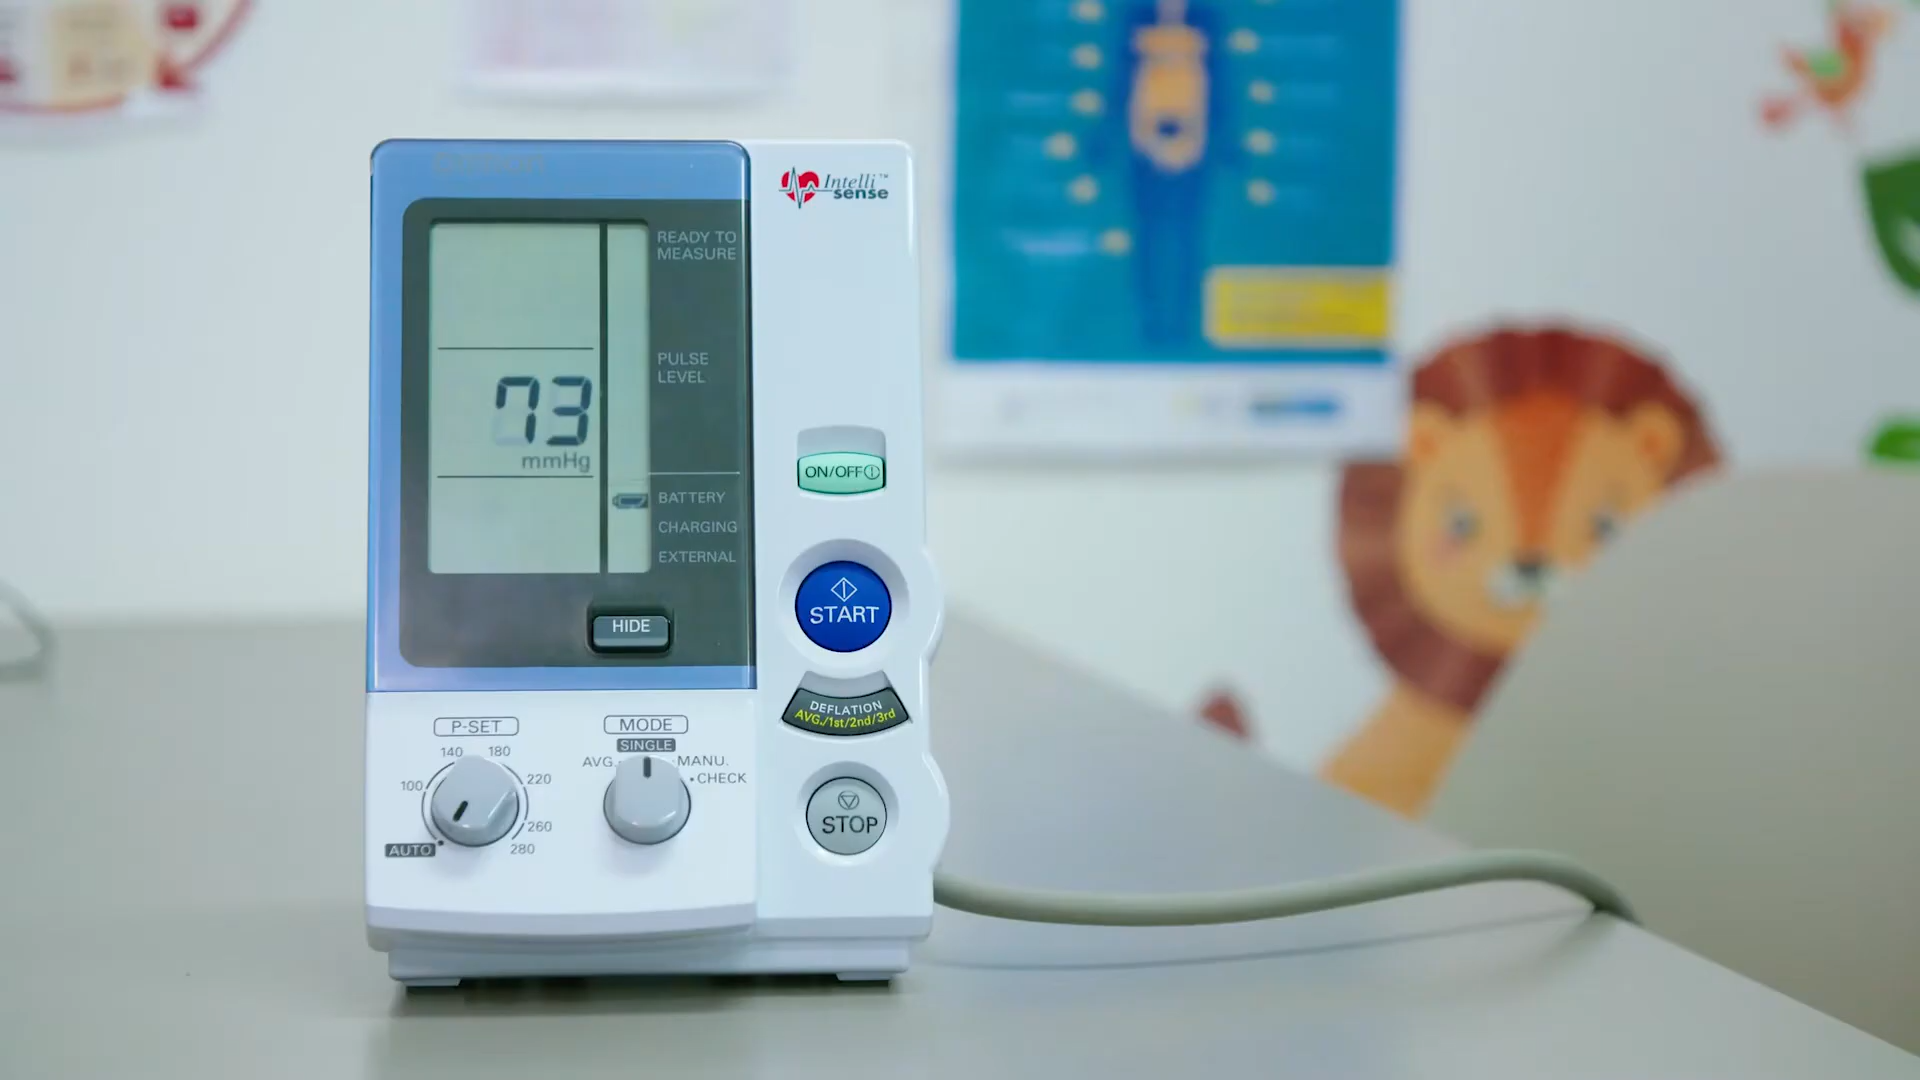 Intelli™
sense
READY TO
MEASURE
PULSE
LEVEL
73
mmHg
BATTERY
CHARGING
EXTERNAL
HIDE
ON/OFF
START
DEFLATION
AVG./1st/2nd/3rd
STOP
P-SET
140
180
100
220
260
280
AUTO
MODE
SINGLE
AVG.
MANU.
CHECK